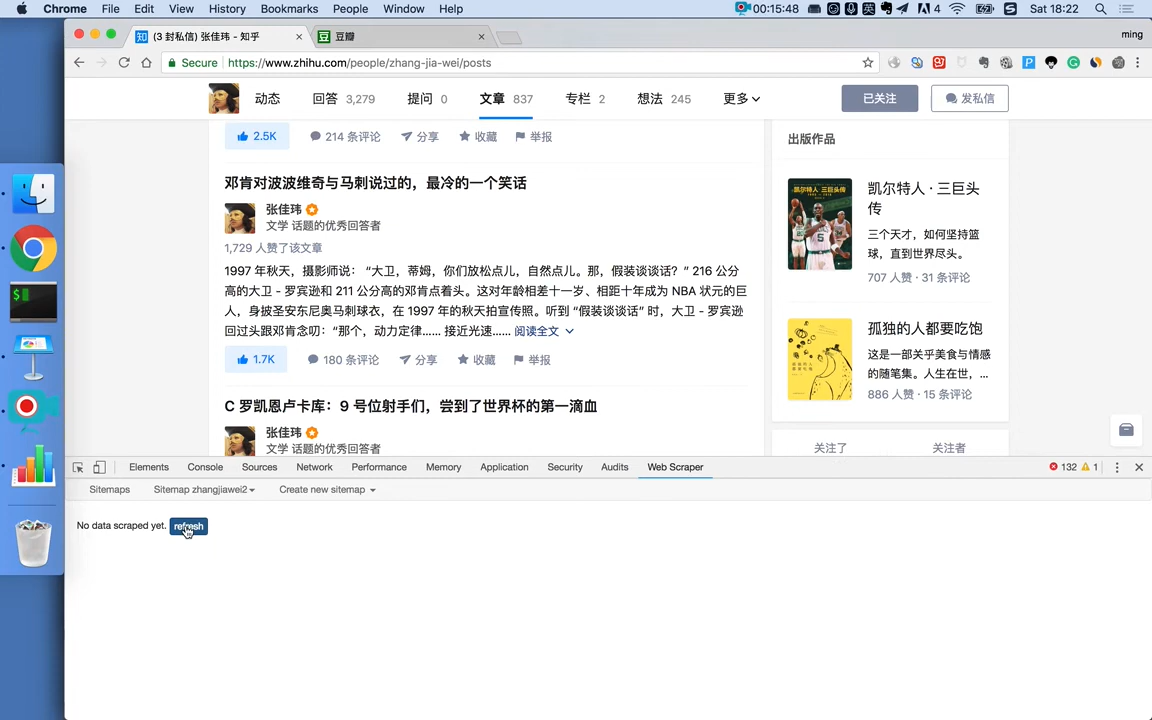 Chrome File Edit View History Bookmarks People Window Help 00:15:48 英 4 Sat 18:22
知 (3 封私信) 张佳玮 - 知乎 豆 豆瓣 ming
Secure https://www.zhihu.com/people/zhang-jia-wei/posts
动态 回答 3,279 提问 0 文章 837 专栏 2 想法 245 更多 已关注 发私信
2.5K 214 条评论 分享 收藏 举报
邓肯对波波维奇与马刺说过的，最冷的一个笑话
张佳玮
文学 话题的优秀回答者
1,729 人赞了该文章
1997 年秋天，摄影师说： “大卫，蒂姆，你们放松点儿，自然点儿。那，假装谈谈话？” 216 公分
高的大卫 - 罗宾逊和 211 公分高的邓肯点着头。这对年龄相差十一岁、相距十年成为 NBA 状元的巨
人，身披圣安东尼奥马刺球衣，在 1997 年的秋天拍宣传照。听到 “假装谈谈话” 时，大卫 - 罗宾逊
回过头跟邓肯念叨： “那个，动力定律…… 接近光速…… 阅读全文
1.7K 180 条评论 分享 收藏 举报
C 罗凯恩卢卡库：9 号位射手们，尝到了世界杯的第一滴血
张佳玮
文学 话题的优秀回答者
出版作品
凯尔特人 · 三巨头
传
三个天才，如何坚持篮
球，直到世界尽头。
707 人赞 · 31 条评论
孤独的人都要吃饱
这是一部关乎美食与情感
的随笔集。人生在世，...
886 人赞 · 15 条评论
关注了 关注者
Elements Console Sources Network Performance Memory Application Security Audits Web Scraper 132 1
Sitemaps Sitemap zhangjiawei2 Create new sitemap
No data scraped yet. refresh